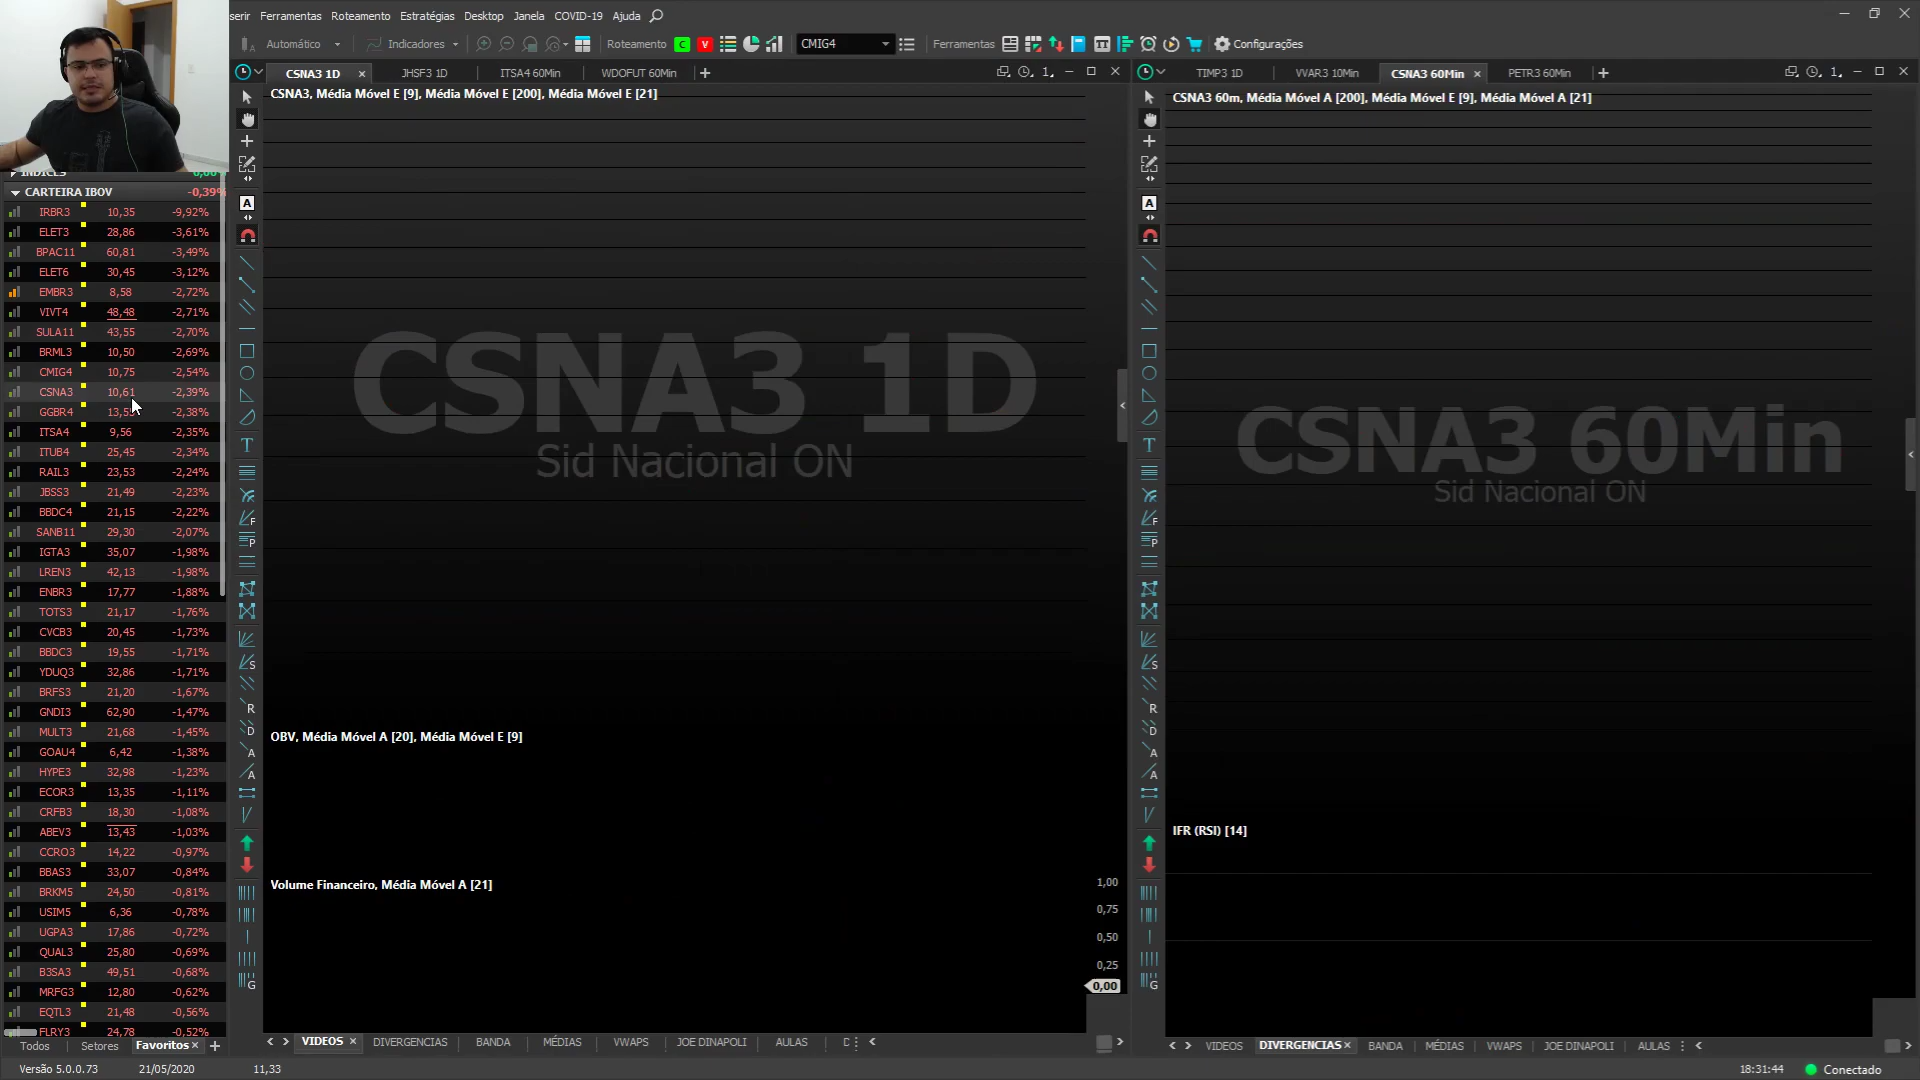 serir Ferramentas Roteamento Estratégias Desktop Janela COVID-19 Ajuda
Automático Indicadores Roteamento C V CMIG4 Ferramentas Configurações
CSNA3 1D JHSF3 1D ITSA4 60Min WDOFUT 60Min
TIMP3 1D VVAR3 10Min CSNA3 60Min PETR3 60Min
CSNA3, Média Móvel E [9], Média Móvel E [200], Média Móvel E [21]
CSNA3 60m, Média Móvel A [200], Média Móvel E [9], Média Móvel A [21]
CARTEIRA IBOV -0,39%
IRBR3 10,35 -9,92%
ELET3 28,86 -3,61%
BPAC11 60,81 -3,49%
ELET6 30,45 -3,12%
EMBR3 8,58 -2,72%
VIVT4 48,48 -2,71%
SULA11 43,55 -2,70%
BRML3 10,50 -2,69%
CMIG4 10,75 -2,54%
CSNA3 10,61 -2,39%
GGBR4 -2,38%
ITSA4 9,56 -2,35%
ITUB4 25,45 -2,34%
RAIL3 23,53 -2,24%
JBSS3 21,49 -2,23%
BBDC4 21,15 -2,22%
SANB11 29,30 -2,07%
IGTA3 35,07 -1,98%
LREN3 42,13 -1,98%
ENBR3 17,77 -1,88%
TOTS3 21,17 -1,76%
CVCB3 20,45 -1,73%
BBDC3 19,55 -1,71%
YDUQ3 32,86 -1,71%
BRFS3 21,20 -1,67%
GNDI3 62,90 -1,47%
MULT3 21,68 -1,45%
GOAU4 6,42 -1,38%
HYPE3 32,98 -1,23%
ECOR3 13,35 -1,11%
CRFB3 18,30 -1,08%
ABEV3 13,43 -1,03%
CCRO3 14,22 -0,97%
BBAS3 33,07 -0,84%
BRKM5 24,50 -0,81%
USIM5 6,36 -0,78%
UGPA3 17,86 -0,72%
QUAL3 25,80 -0,69%
B3SA3 49,51 -0,68%
MRFG3 12,80 -0,62%
EQTL3 21,48 -0,56%
FLRY3 24,78 -0,52%
CSNA3 1D
Sid Nacional ON
OBV, Média Móvel A [20], Média Móvel E [9]
Volume Financeiro, Média Móvel A [21]
1,00
0,75
0,50
0,25
0,00
CSNA3 60Min
Sid Nacional ON
IFR (RSI) [14]
Todos Setores Favoritos
VIDEOS DIVERGENCIAS BANDA MÉDIAS VWAPS JOE DINAPOLI AULAS D
VIDEOS DIVERGENCIAS BANDA MÉDIAS VWAPS JOE DINAPOLI AULAS
Versão 5.0.0.73 21/05/2020 11,33 18:31:44 Conectado